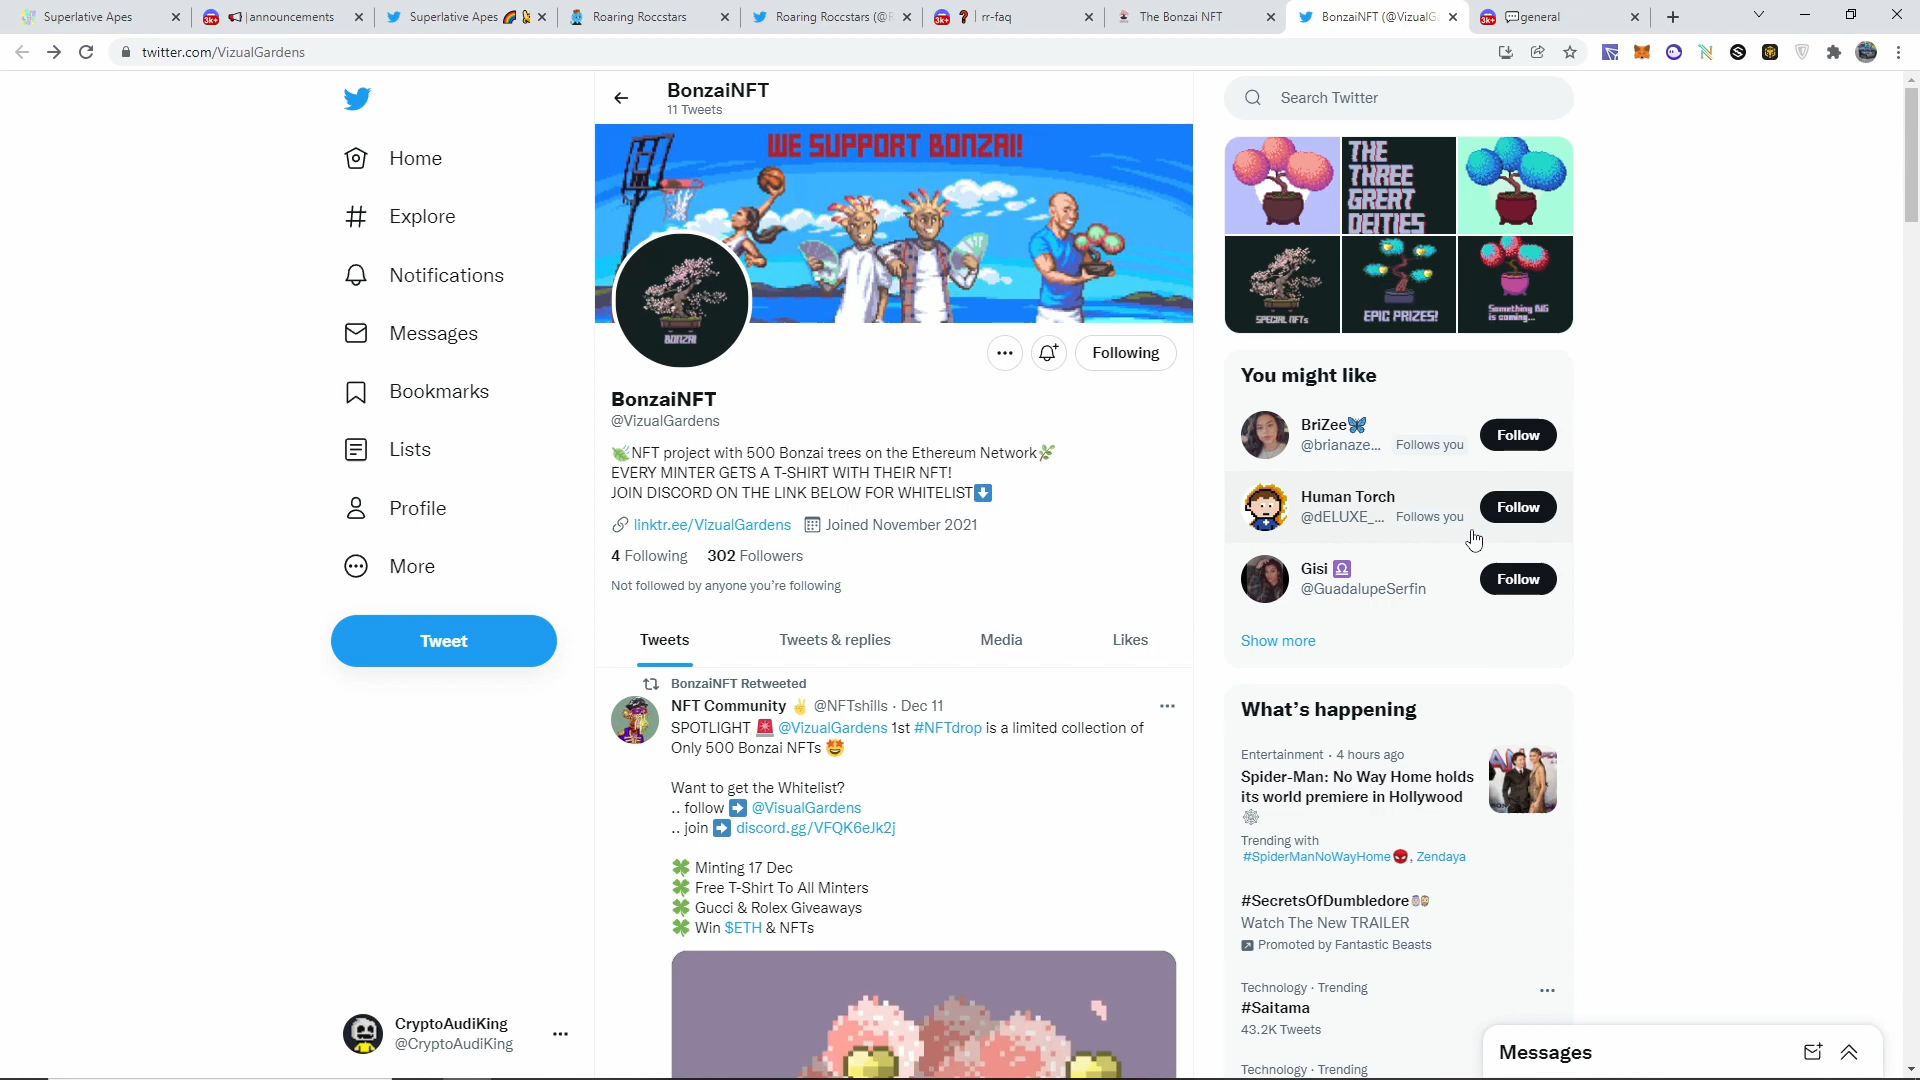 Superlative Apes
announcements
Superlative Apes
Roaring Roccstars
Roaring Roccstars (@R
rr-faq
The Bonzai NFT
BonzaiNFT (@VizualG
general
twitter.com/VizualGardens
Home
Explore
Notifications
Messages
Bookmarks
Lists
Profile
More
Tweet
CryptoAudiKing
@CryptoAudiKing
BonzaiNFT
11 Tweets
WE SUPPORT BONZAI!
BONZAI
Following
BonzaiNFT
@VizualGardens
NFT project with 500 Bonzai trees on the Ethereum Network
EVERY MINTER GETS A T-SHIRT WITH THEIR NFT!
JOIN DISCORD ON THE LINK BELOW FOR WHITELIST
linktr.ee/VizualGardens Joined November 2021
4 Following 302 Followers
Not followed by anyone you're following
Tweets Tweets & replies Media Likes
BonzaiNFT Retweeted
NFT Community @NFTshills · Dec 11
SPOTLIGHT @VizualGardens 1st #NFTdrop is a limited collection of
Only 500 Bonzai NFTs
Want to get the Whitelist?
.. follow @VisualGardens
.. join discord.gg/VFQK6eJk2j
Minting 17 Dec
Free T-Shirt To All Minters
Gucci & Rolex Giveaways
Win $ETH & NFTs
Search Twitter
THE
THREE
GREAT
DEITIES
SPECIAL NFTs
EPIC PRIZES!
Something BIG
is coming...
You might like
BriZee
@brianaze... Follows you
Follow
Human Torch
@dELUXE_... Follows you
Follow
Gisi
@GuadalupeSerfin
Follow
Show more
What's happening
Entertainment · 4 hours ago
Spider-Man: No Way Home holds
its world premiere in Hollywood
Trending with
#SpiderManNoWayHome , Zendaya
#SecretsOfDumbledore
Watch The New TRAILER
Promoted by Fantastic Beasts
Technology · Trending
#Saitama
43.2K Tweets
Technology · Trending
Messages